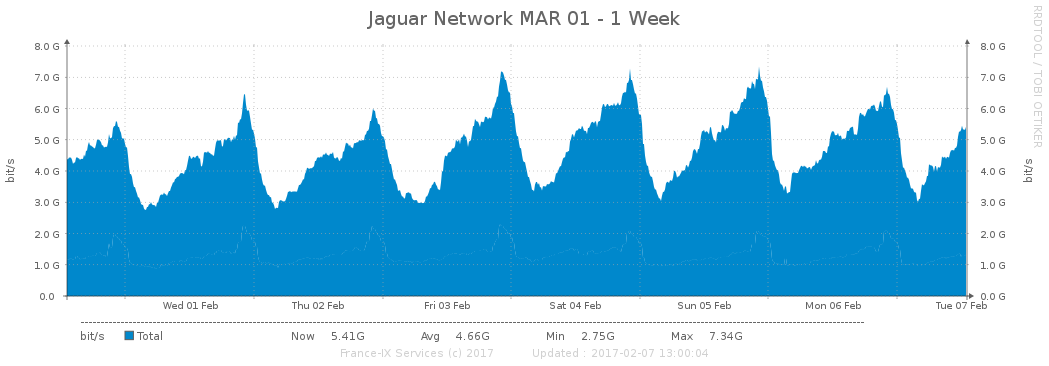 Jaguar Network MAR 01 - 1 Week
RRDTOOL / TOBI OETIKER
8.0 G 8.0 G
7.0 G 7.0 G
6.0 G 6.0 G
5.0 G 5.0 G
4.0 G 4.0 G
3.0 G 3.0 G
2.0 G 2.0 G
1.0 G 1.0 G
0.0 0.0 G
bit/s
bit/s
Wed 01 Feb Thu 02 Feb Fri 03 Feb Sat 04 Feb Sun 05 Feb Mon 06 Feb Tue 07 Feb
bit/s Total Now 5.41G Avg 4.66G Min 2.75G Max 7.34G
France-IX Services (c) 2017 Updated : 2017-02-07 13:00:04